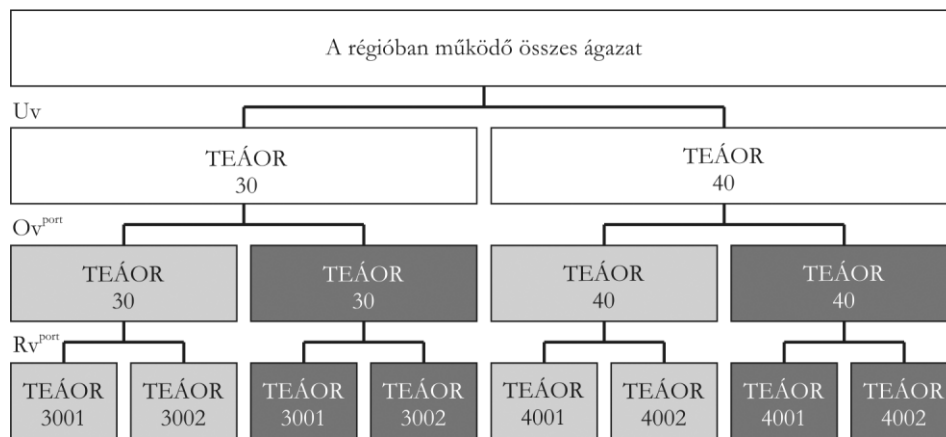 A régióban működő összes ágazat
Uv
TEÁOR
30
TEÁOR
40
Ov^port
TEÁOR
30
TEÁOR
30
TEÁOR
40
TEÁOR
40
Rv^port
TEÁOR
3001
TEÁOR
3002
TEÁOR
3001
TEÁOR
3002
TEÁOR
4001
TEÁOR
4002
TEÁOR
4001
TEÁOR
4002